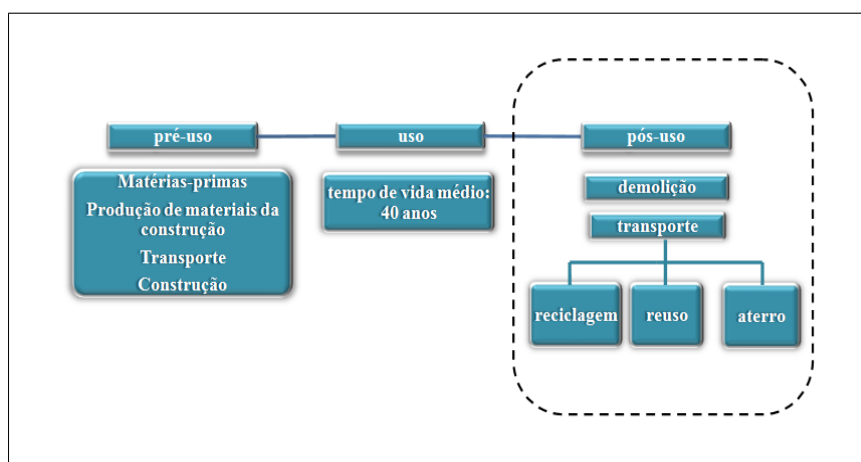 pré-uso
uso
pós-uso
Matérias-primas
Produção de materiais da
construção
Transporte
Construção
tempo de vida médio:
40 anos
demolição
transporte
reciclagem
reuso
aterro